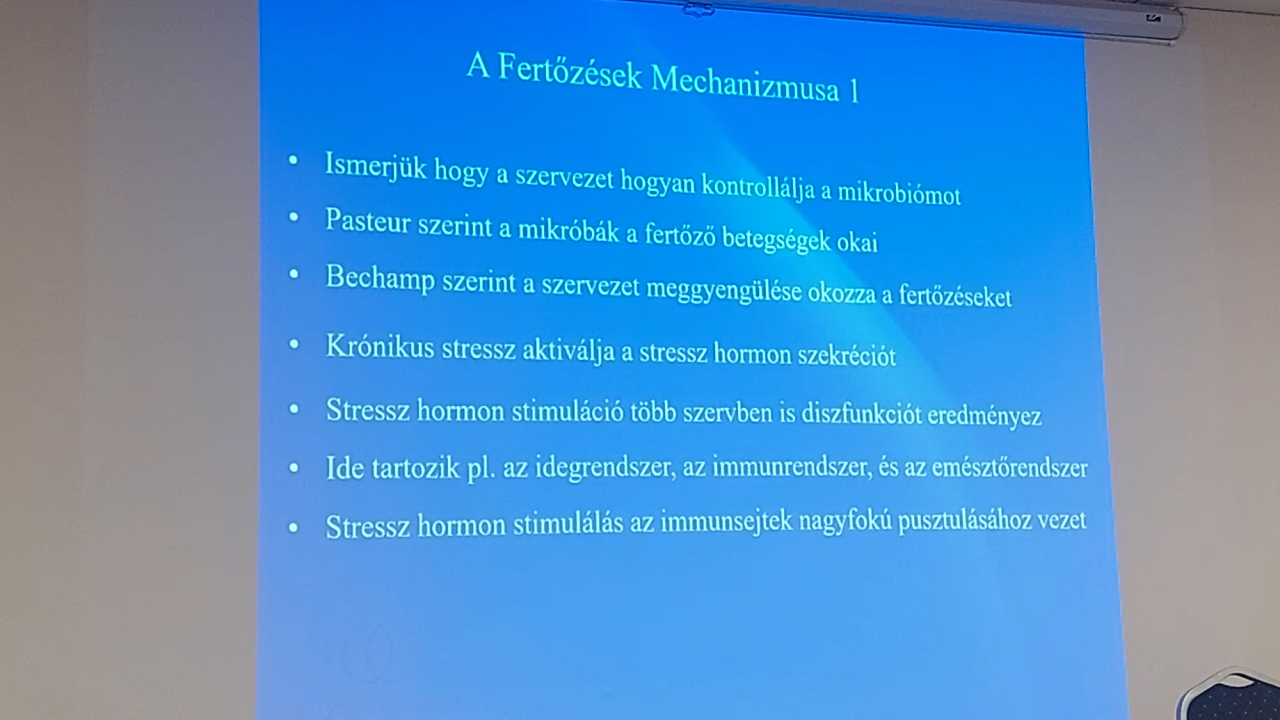 A Fertőzések Mechanizmusa 1
• Ismerjük hogy a szervezet hogyan kontrollálja a mikrobiómot
• Pasteur szerint a mikróbák a fertőző betegségek okai
• Bechamp szerint a szervezet meggyengülése okozza a fertőzéseket
• Krónikus stressz aktiválja a stressz hormon szekréciót
• Stressz hormon stimuláció több szervben is diszfunkciót eredményez
• Ide tartozik pl. az idegrendszer, az immunrendszer, és az emésztőrendszer
• Stressz hormon stimulálás az immunsejtek nagyfokú pusztulásához vezet